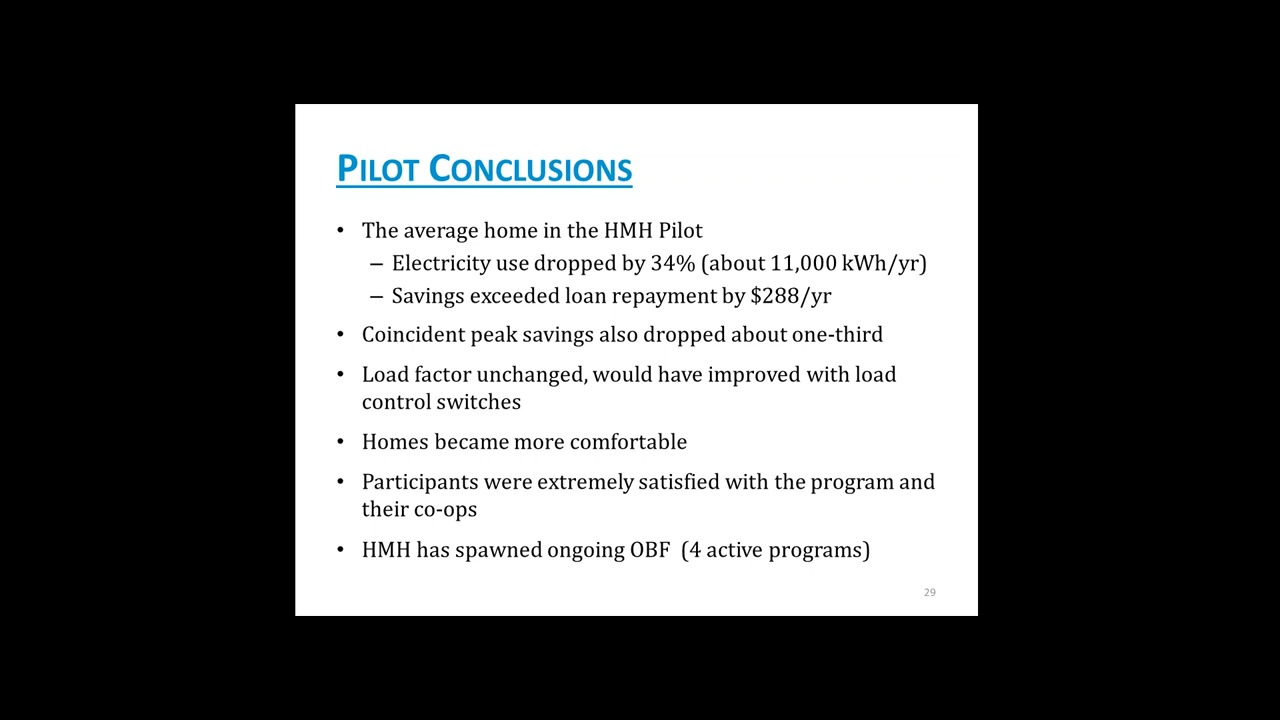 PILOT CONCLUSIONS
• The average home in the HMH Pilot
– Electricity use dropped by 34% (about 11,000 kWh/yr)
– Savings exceeded loan repayment by $288/yr
• Coincident peak savings also dropped about one-third
• Load factor unchanged, would have improved with load
control switches
• Homes became more comfortable
• Participants were extremely satisfied with the program and
their co-ops
• HMH has spawned ongoing OBF (4 active programs)
29